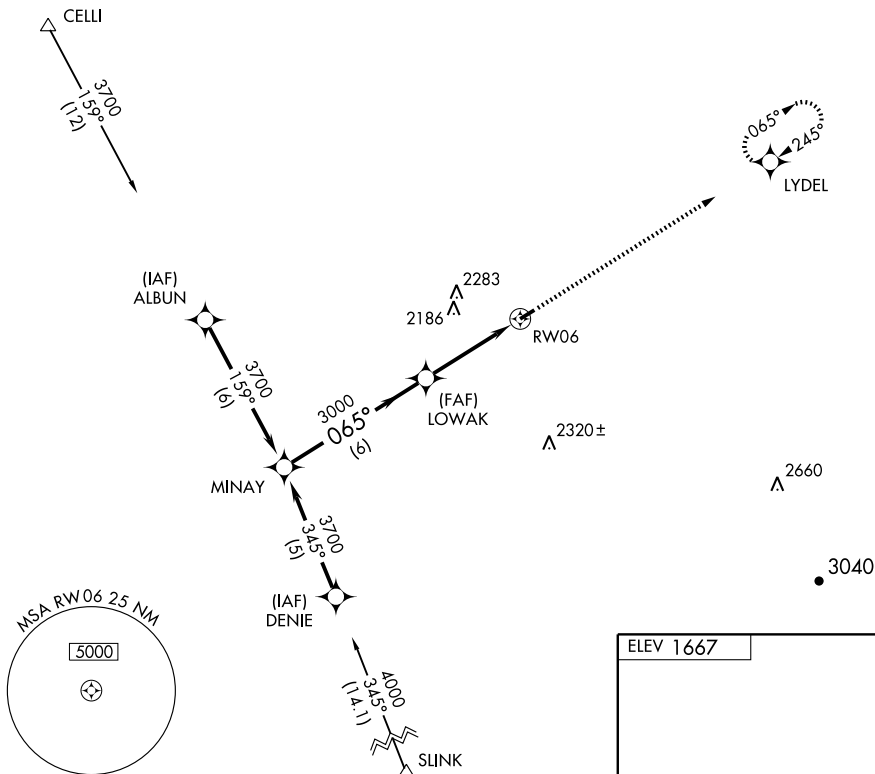 CELLI
3700
159°
(12)
065°
245°
LYDEL
(IAF)
ALBUN
2283
2186
RW06
3700
159°
(6)
3000
065°
(6)
(FAF)
LOWAK
2320±
MINAY
2660
3700
345°
(5)
3040
(IAF)
DENIE
MSA RW06 25 NM
5000
ELEV 1667
4000
345°
(14.1)
SLINK